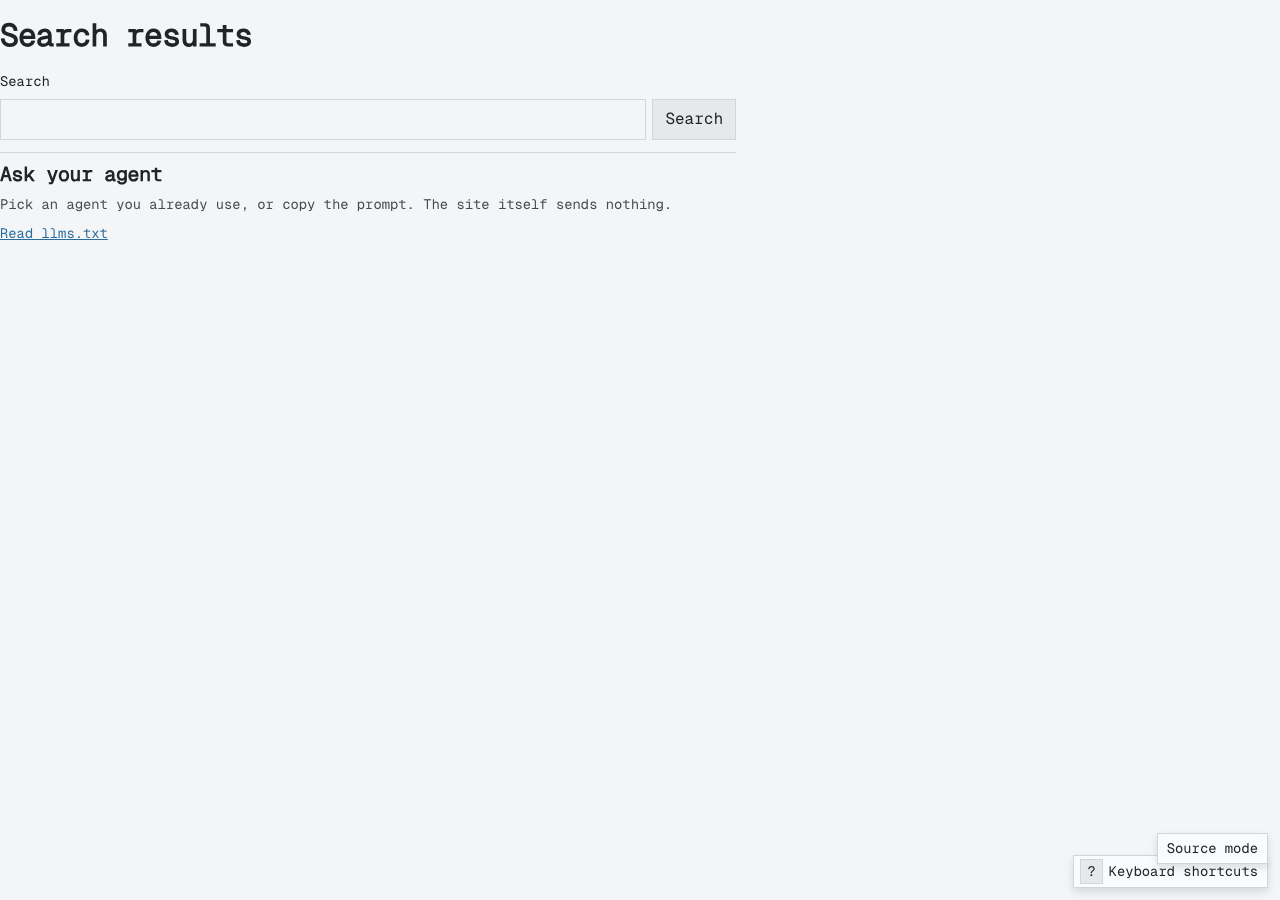 Search results
Search
Search
Ask your agent
Pick an agent you already use, or copy the prompt. The site itself sends nothing.
Read llms.txt
Source mode
? Keyboard shortcuts